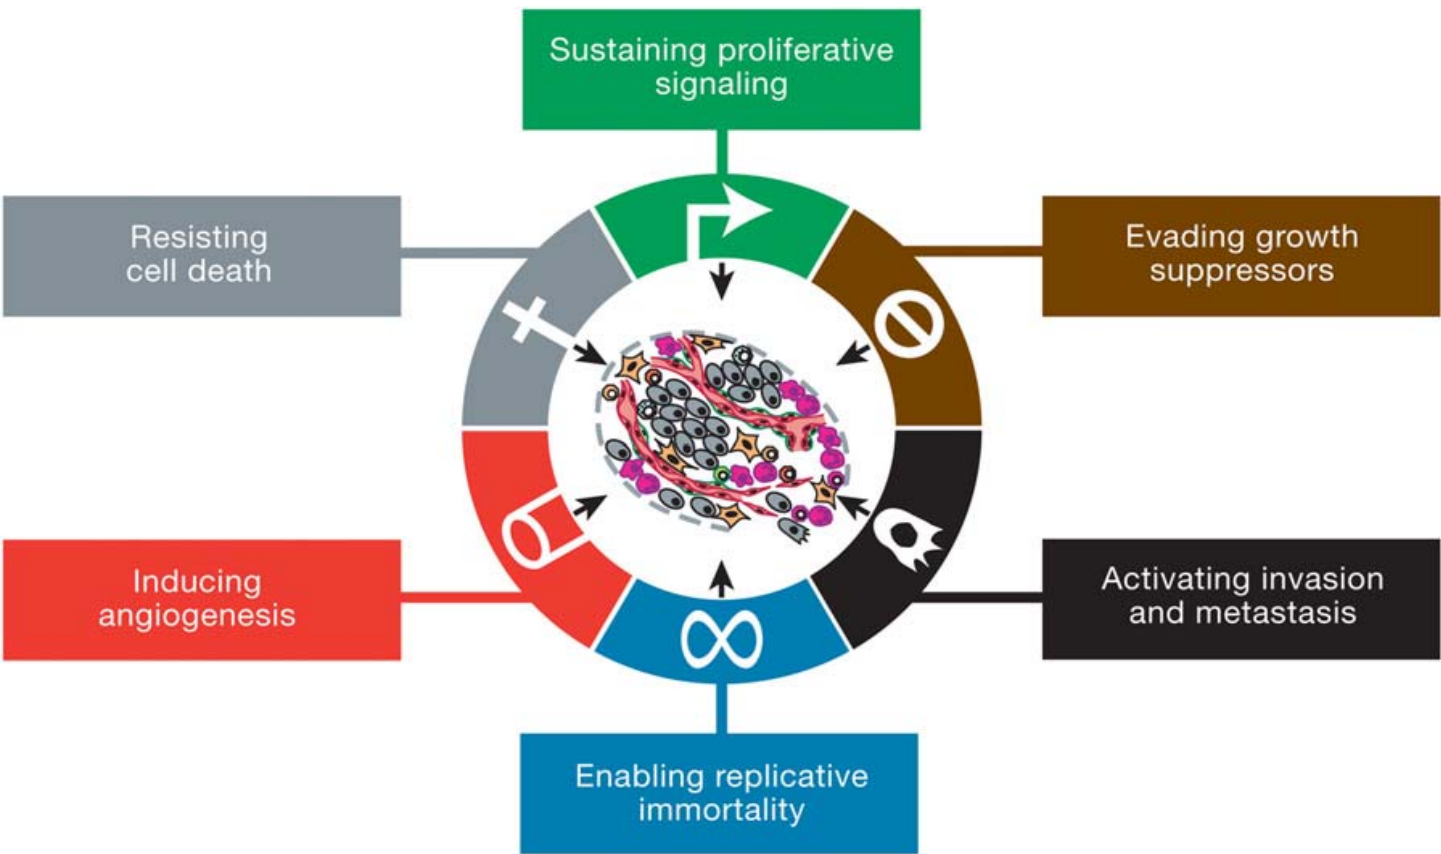 Sustaining proliferative
signaling
Resisting
cell death
Evading growth
suppressors
Inducing
angiogenesis
Activating invasion
and metastasis
Enabling replicative
immortality